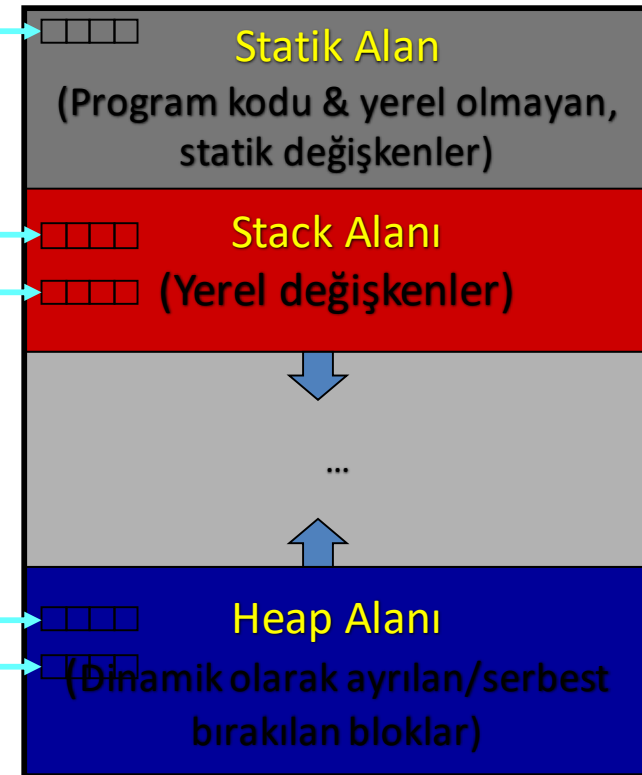 Statik Alan
(Program kodu & yerel olmayan,
statik değişkenler)
Stack Alanı
(Yerel değişkenler)
...
Heap Alanı
(Dinamik olarak ayrılan/serbest
bırakılan bloklar)